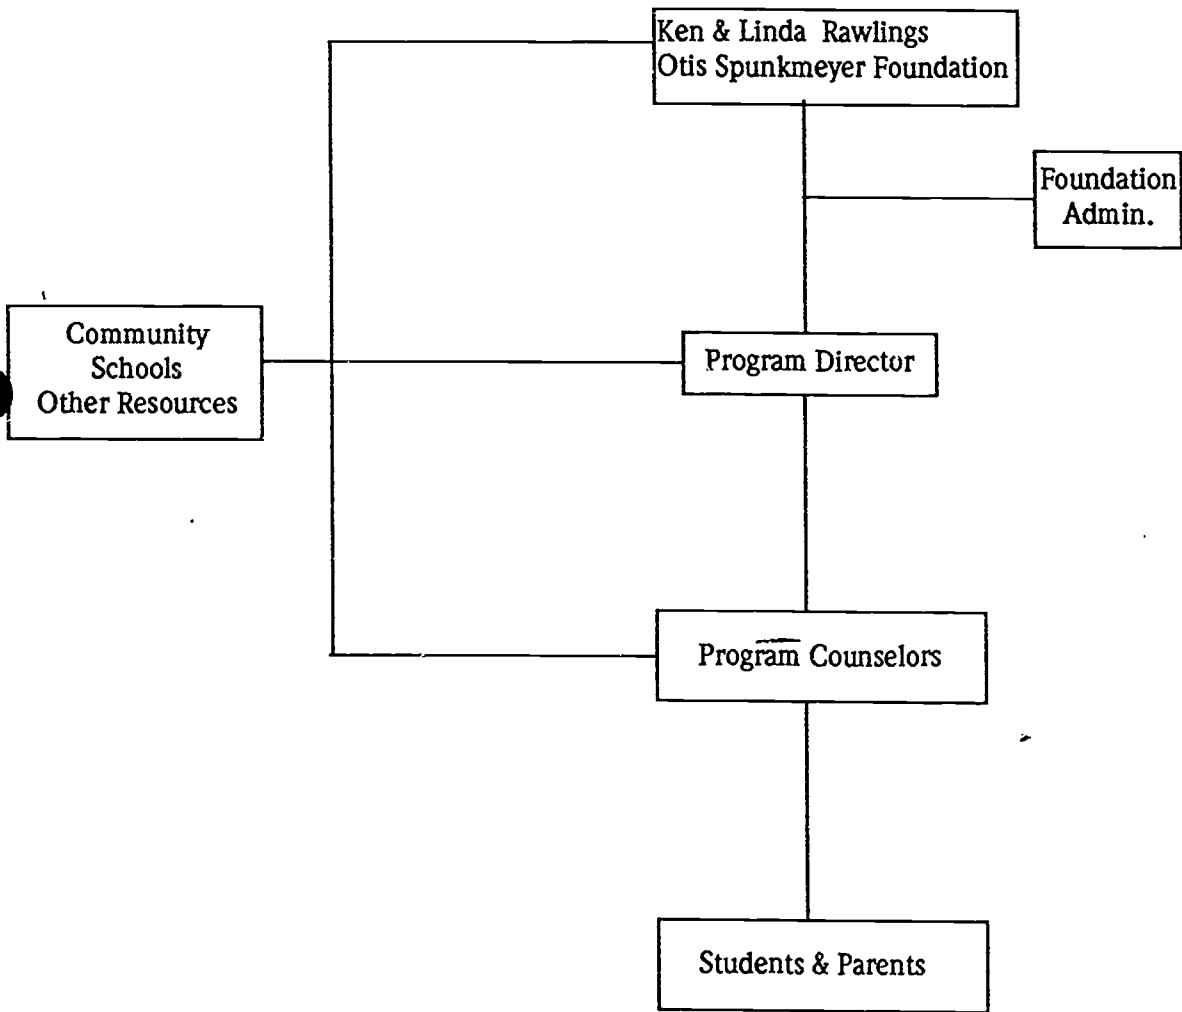 Ken & Linda Rawlings
Otis Spunkmeyer Foundation
Foundation
Admin.
Community
Schools
Other Resources
Program Director
Program Counselors
Students & Parents